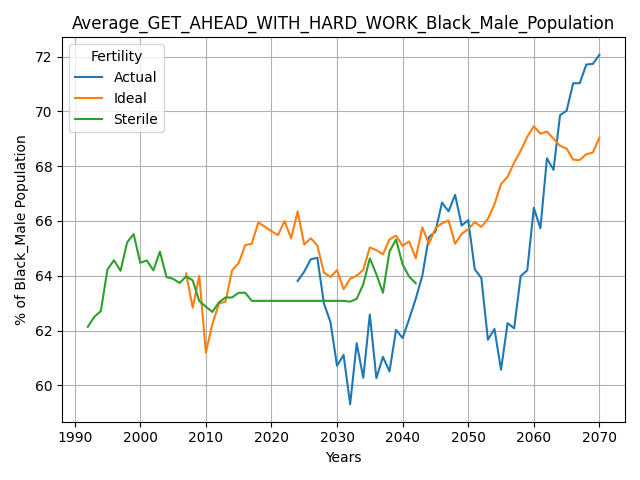 Average_GET_AHEAD_WITH_HARD_WORK_Black_Male_Population
Fertility
Actual
Ideal
Sterile
% of Black_Male Population
72
70
68
66
64
62
60
1990 2000 2010 2020 2030 2040 2050 2060 2070
Years